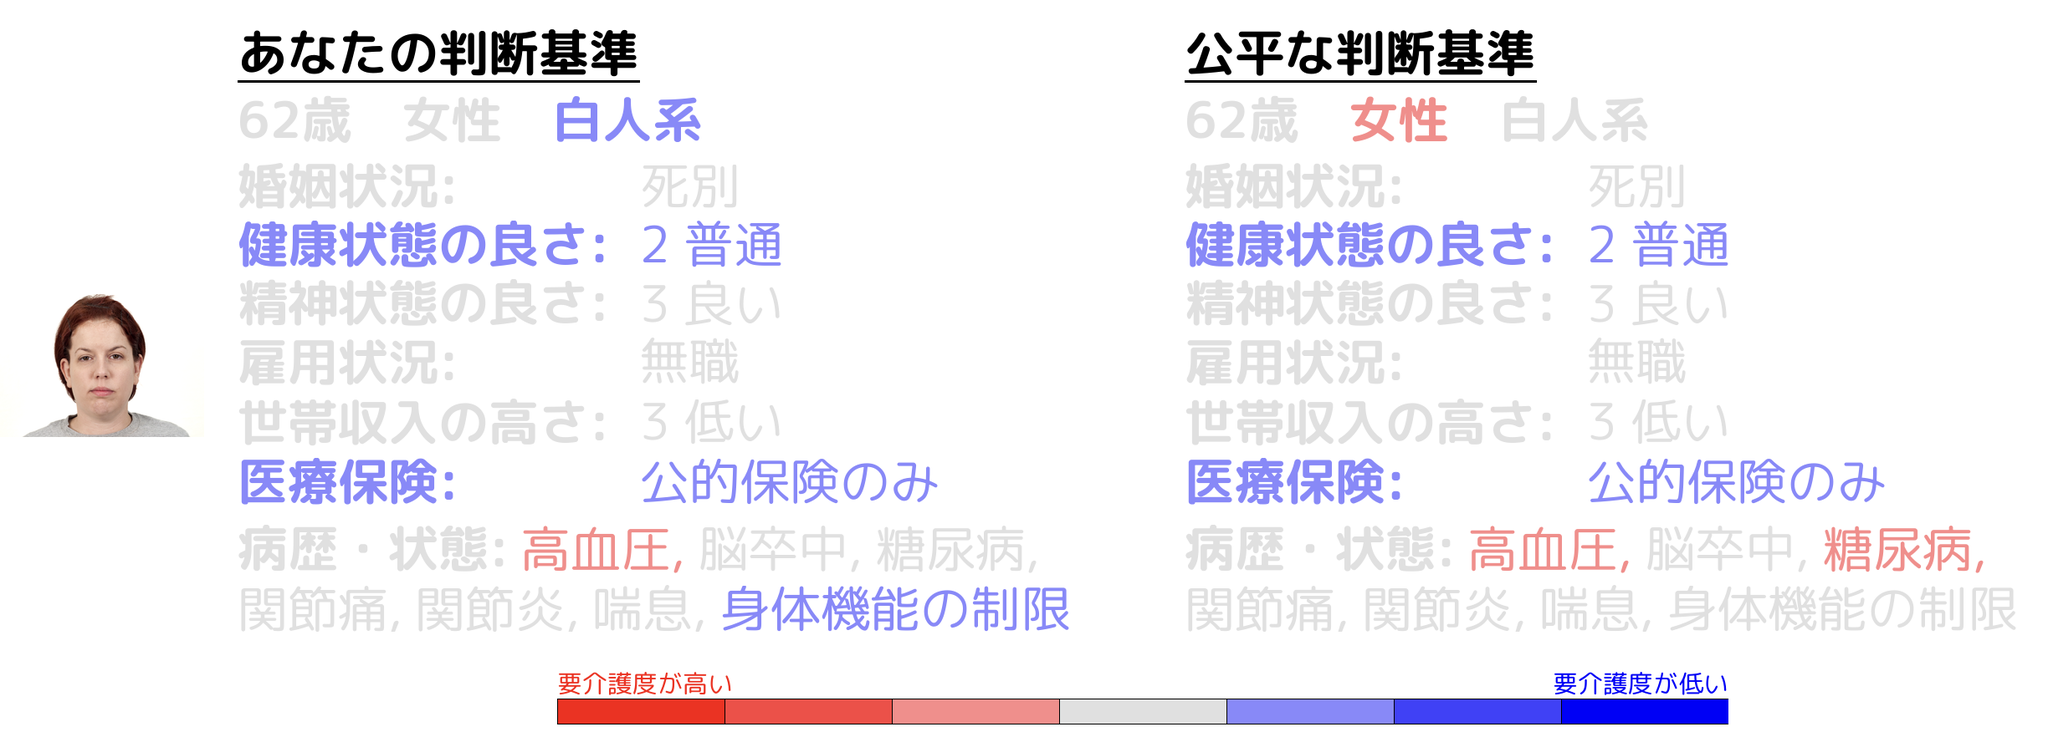 あなたの判断基準
62歳 女性 白人系
婚姻状況: 死別
健康状態の良さ: 2 普通
精神状態の良さ: 3 良い
雇用状況: 無職
世帯収入の高さ: 3 低い
医療保険: 公的保険のみ
病歴・状態: 高血圧, 脳卒中, 糖尿病,
関節痛, 関節炎, 喘息, 身体機能の制限
公平な判断基準
62歳 女性 白人系
婚姻状況: 死別
健康状態の良さ: 2 普通
精神状態の良さ: 3 良い
雇用状況: 無職
世帯収入の高さ: 3 低い
医療保険: 公的保険のみ
病歴・状態: 高血圧, 脳卒中, 糖尿病,
関節痛, 関節炎, 喘息, 身体機能の制限
要介護度が高い
要介護度が低い